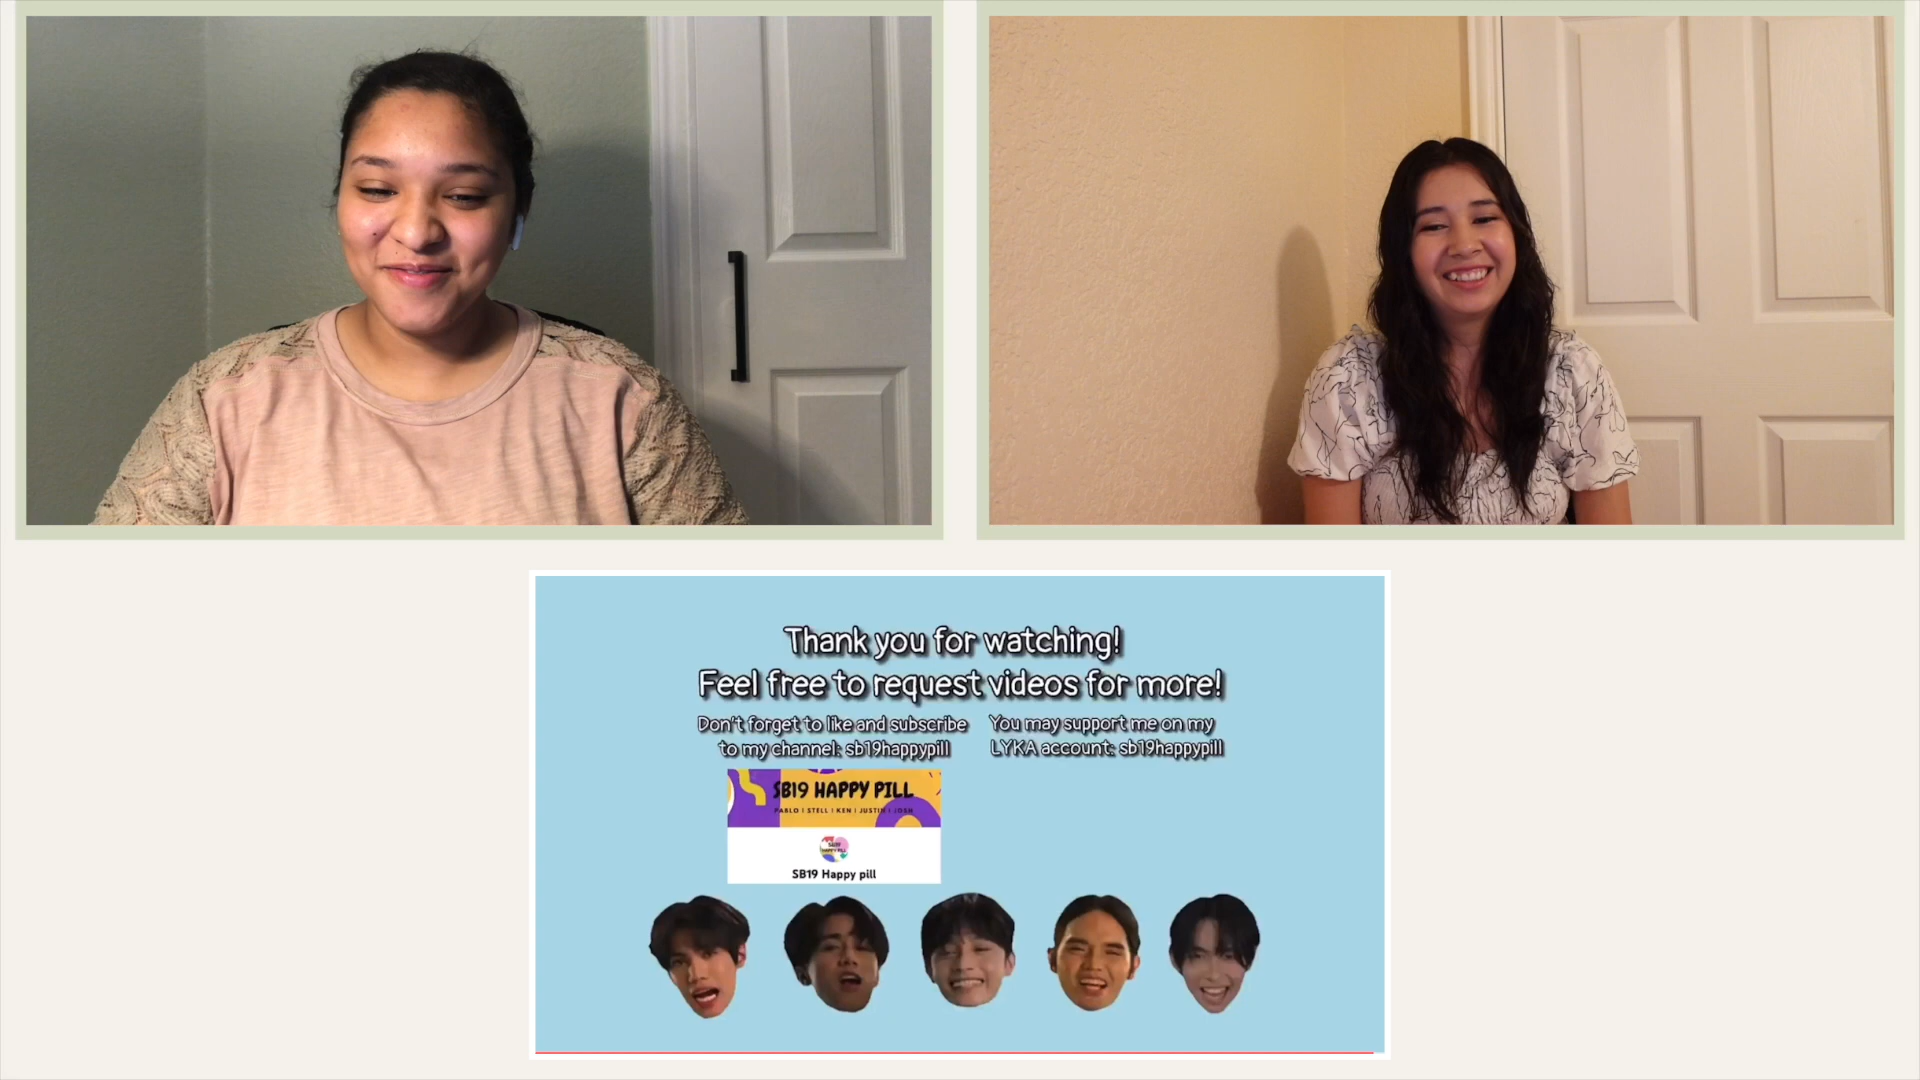 Thank you for watching!
Feel free to request videos for more!
Don't forget to like and subscribe
to my channel: sb19happypill
You may support me on my
LYKA account: sb19happypill
SB19 HAPPY PILL
PABLO | STELL | KEN | JUSTIN | JOSH
SB19 Happy pill